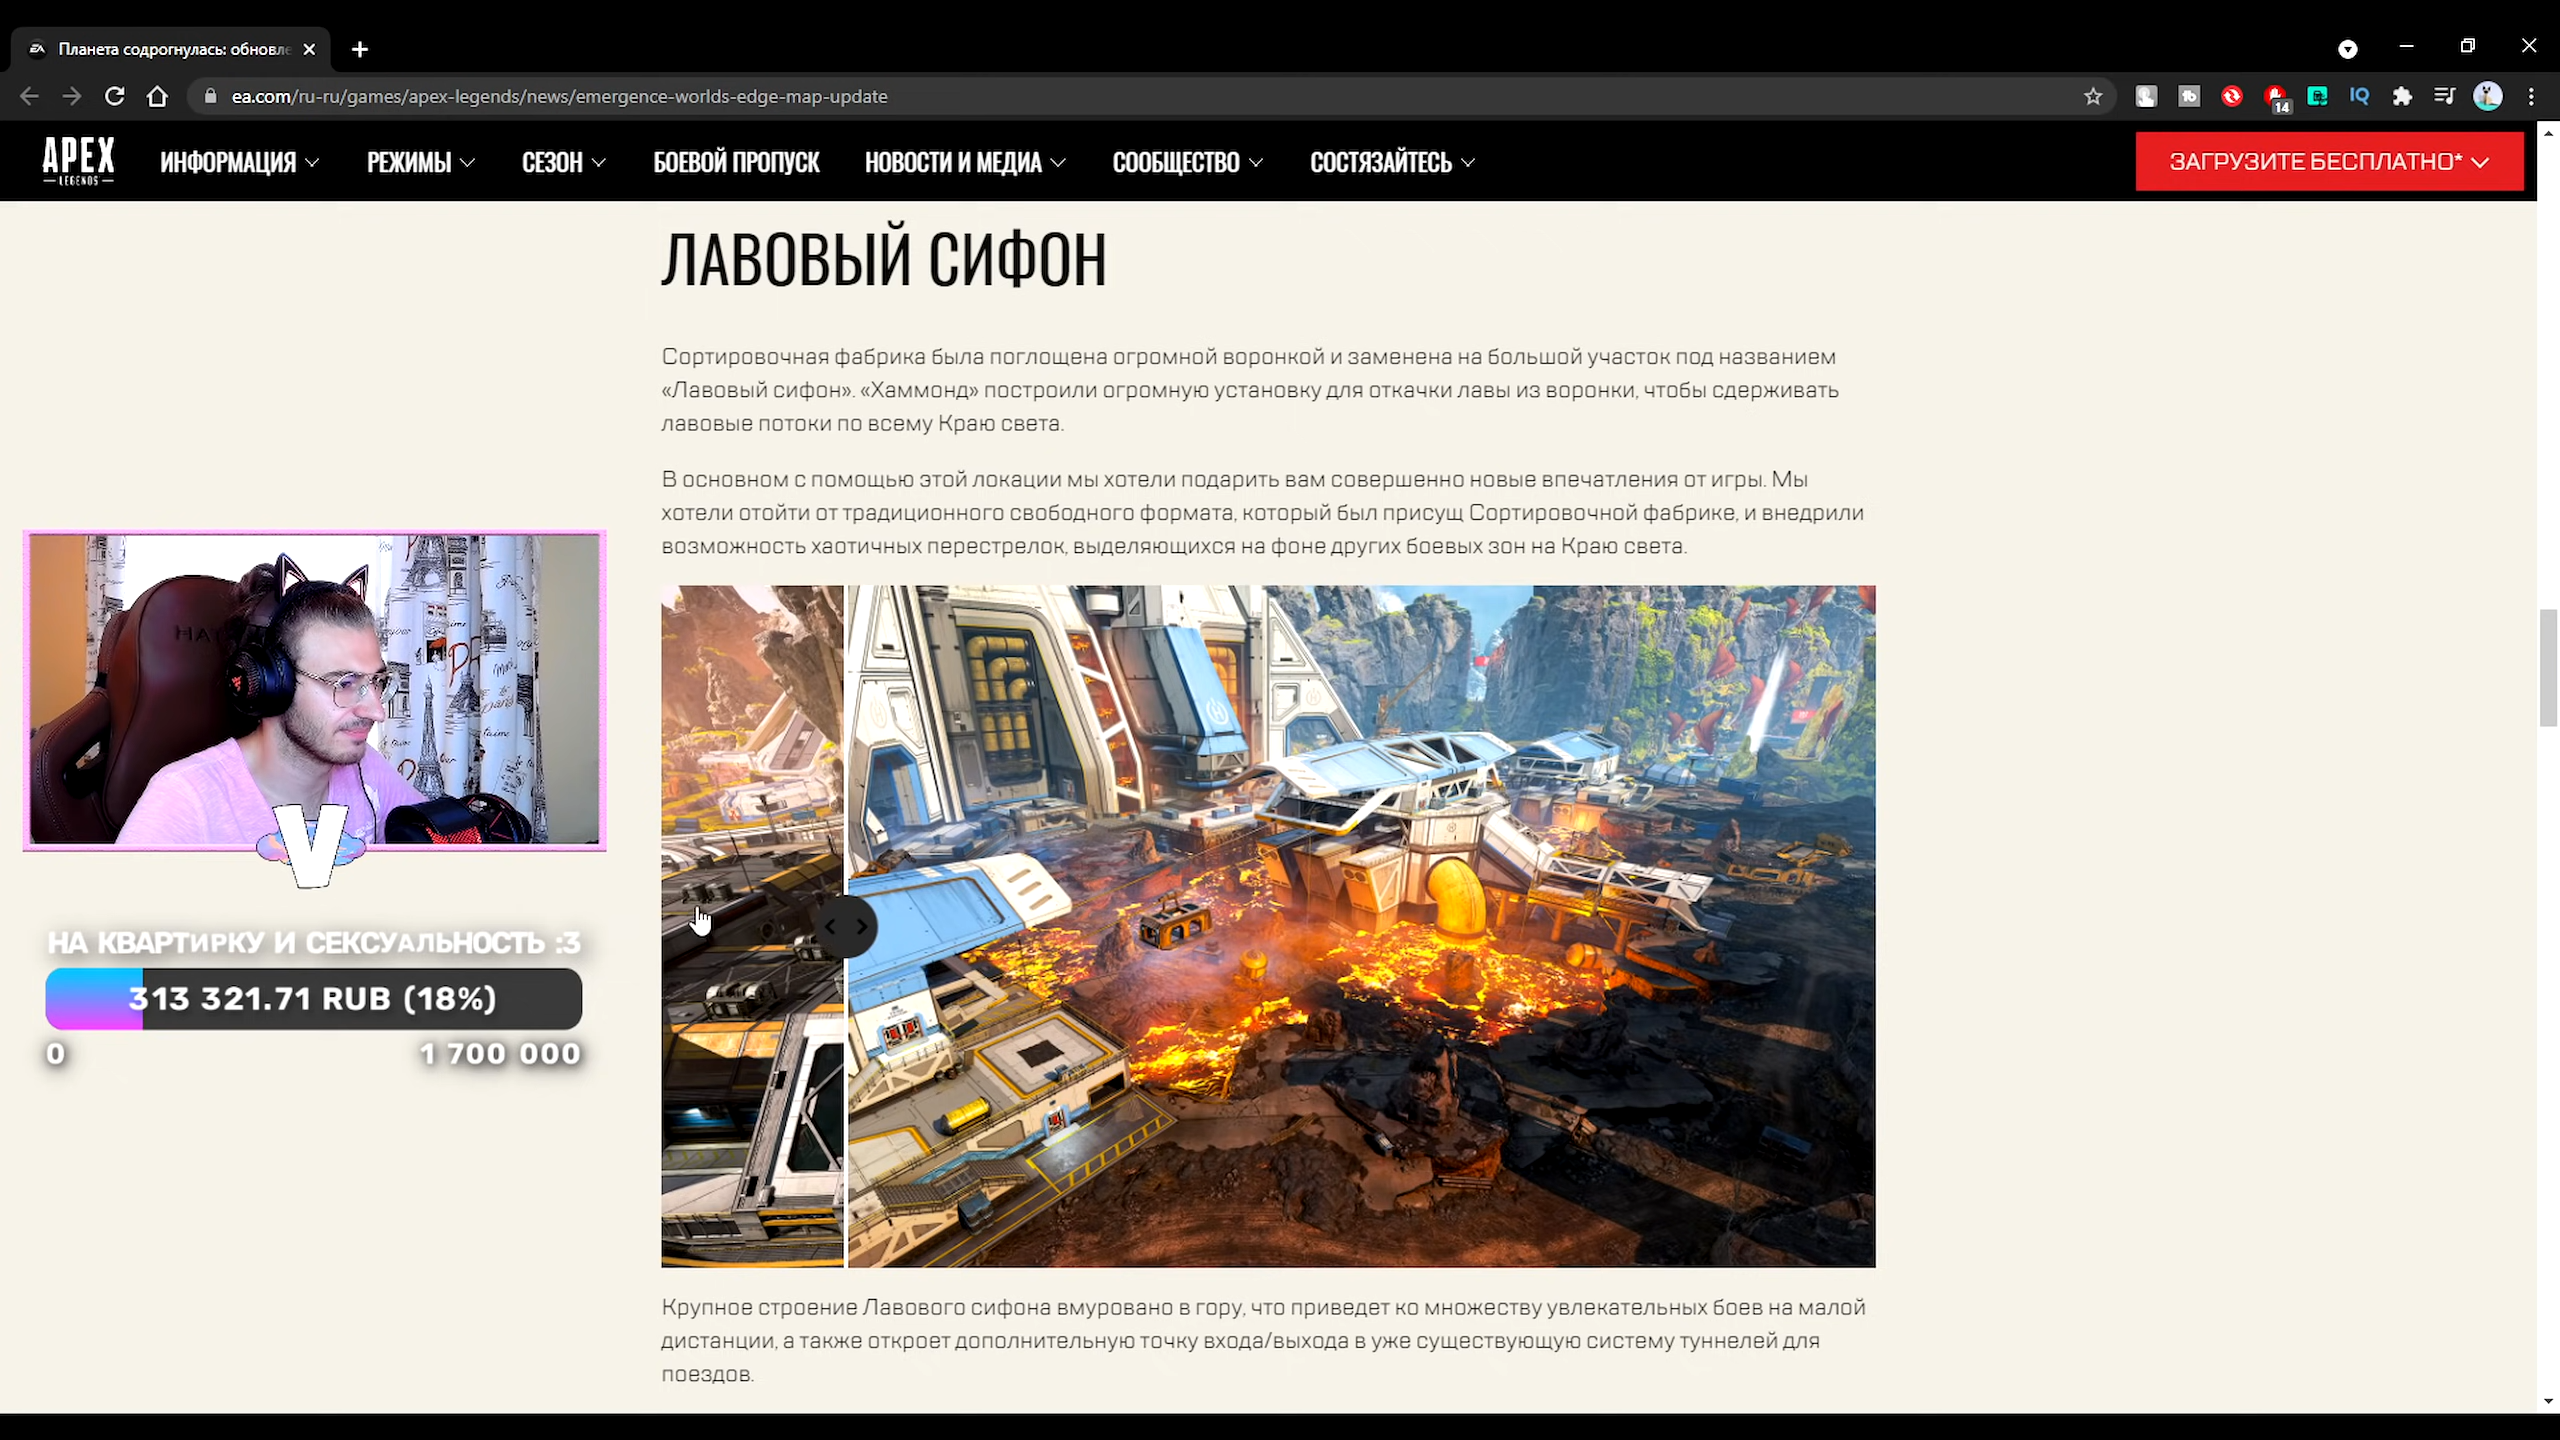 Планета содрогнулась: обновле
ea.com/ru-ru/games/apex-legends/news/emergence-worlds-edge-map-update
14
IQ
APEX
LEGENDS
ИНФОРМАЦИЯ
РЕЖИМЫ
СЕЗОН
БОЕВОЙ ПРОПУСК
НОВОСТИ И МЕДИА
СООБЩЕСТВО
СОСТЯЗАЙТЕСЬ
ЗАГРУЗИТЕ БЕСПЛАТНО*
ЛАВОВЫЙ СИФОН
Сортировочная фабрика была поглощена огромной воронкой и заменена на большой участок под названием
«Лавовый сифон». «Хаммонд» построили огромную установку для откачки лавы из воронки, чтобы сдерживать
лавовые потоки по всему Краю света.
В основном с помощью этой локации мы хотели подарить вам совершенно новые впечатления от игры. Мы
хотели отойти от традиционного свободного формата, который был присущ Сортировочной фабрике, и внедрили
возможность хаотичных перестрелок, выделяющихся на фоне других боевых зон на Краю света.
V
НА КВАРТИРКУ И СЕКСУАЛЬНОСТЬ :3
313 321.71 RUB (18%)
0
1 700 000
Крупное строение Лавового сифона вмуровано в гору, что приведет ко множеству увлекательных боев на малой
дистанции, а также откроет дополнительную точку входа/выхода в уже существующую систему туннелей для
поездов.